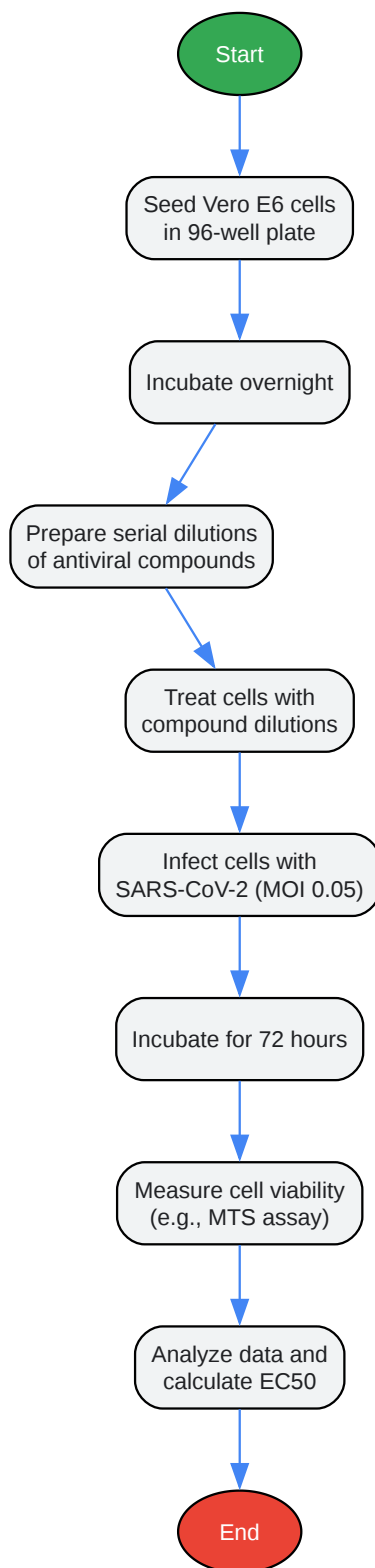 Start
Seed Vero E6 cells
in 96-well plate
Incubate overnight
Prepare serial dilutions
of antiviral compounds
Treat cells with
compound dilutions
Infect cells with
SARS-CoV-2 (MOI 0.05)
Incubate for 72 hours
Measure cell viability
(e.g., MTS assay)
Analyze data and
calculate EC50
End